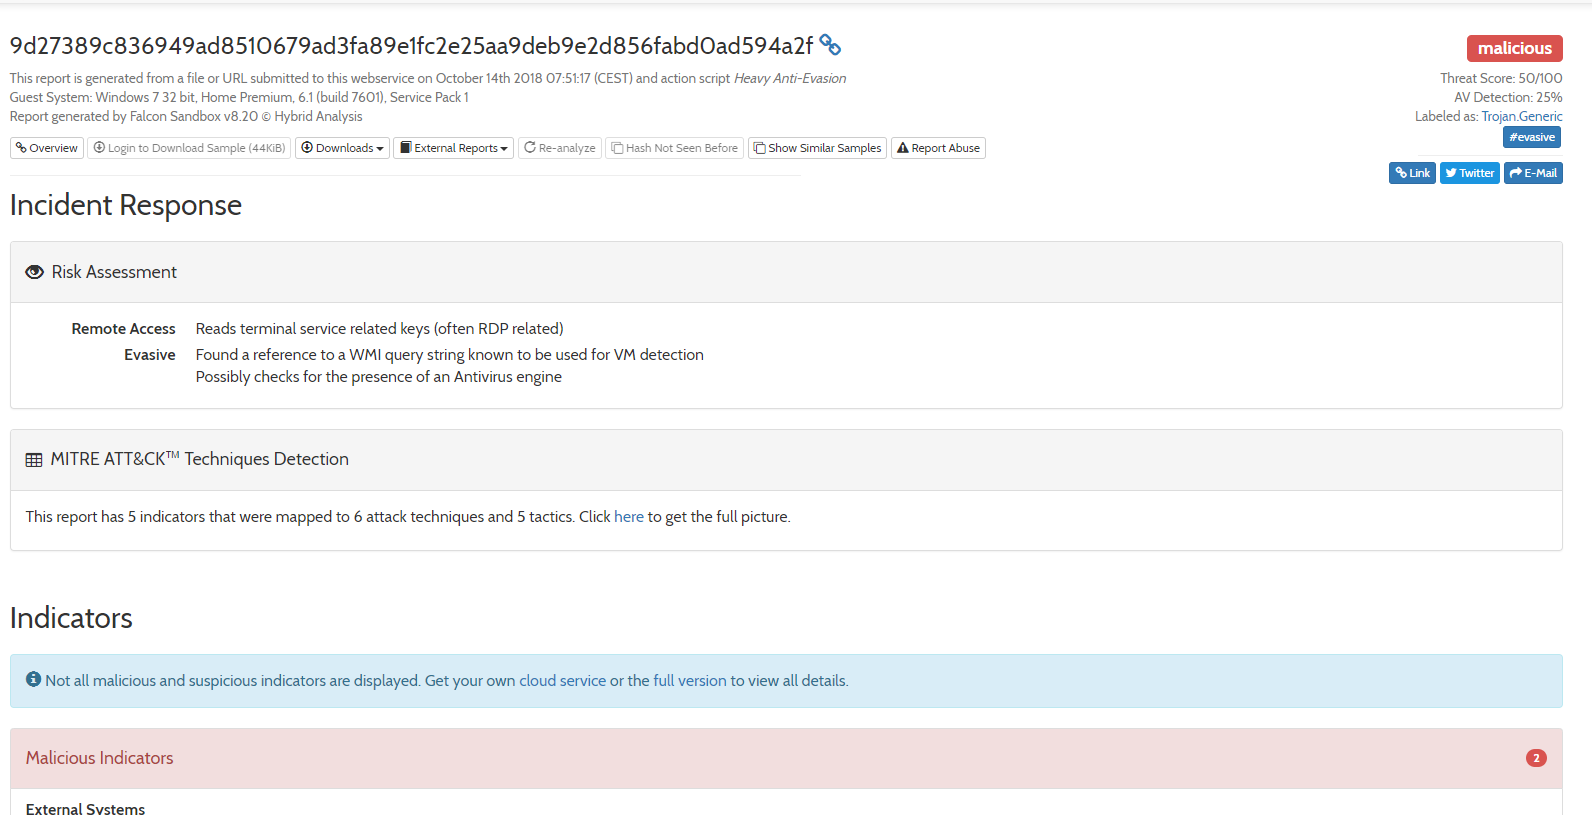 9d27389c836949ad8510679ad3fa89e1fc2e25aa9deb9e2d856fabd0ad594a2f
malicious
This report is generated from a file or URL submitted to this webservice on October 14th 2018 07:51:17 (CEST) and action script Heavy Anti-Evasion
Threat Score: 50/100
Guest System: Windows 7 32 bit, Home Premium, 6.1 (build 7601), Service Pack 1
AV Detection: 25%
Report generated by Falcon Sandbox v8.20 © Hybrid Analysis
Labeled as: Trojan.Generic
#evasive
Overview Login to Download Sample (44KiB) Downloads External Reports Re-analyze Hash Not Seen Before Show Similar Samples Report Abuse
Link Twitter E-Mail
Incident Response
Risk Assessment
Remote Access Reads terminal service related keys (often RDP related)
Evasive Found a reference to a WMI query string known to be used for VM detection
Possibly checks for the presence of an Antivirus engine
MITRE ATT&CK™ Techniques Detection
This report has 5 indicators that were mapped to 6 attack techniques and 5 tactics. Click here to get the full picture.
Indicators
Not all malicious and suspicious indicators are displayed. Get your own cloud service or the full version to view all details.
Malicious Indicators 2
External Systems